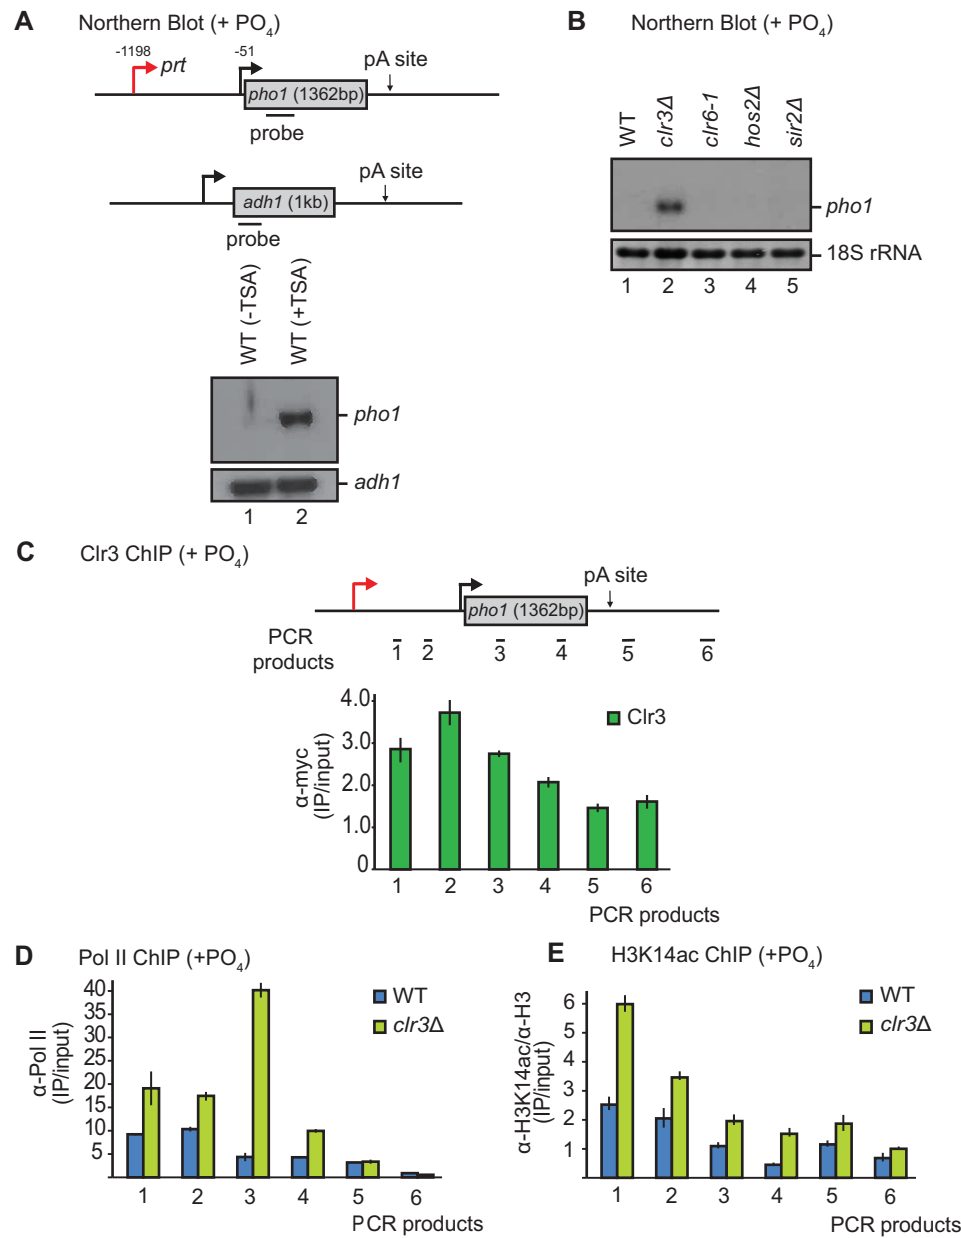 A Northern Blot (+ PO4)
-1198 prt -51 pA site
pho1 (1362bp)
probe
pA site
adh1 (1kb)
probe
WT (-TSA) WT (+TSA)
pho1
adh1
1 2
B Northern Blot (+ PO4)
WT clr3Δ clr6-1 hos2Δ sir2Δ
pho1
18S rRNA
1 2 3 4 5
C Clr3 ChIP (+ PO4)
pA site
pho1 (1362bp)
PCR products
1 2 3 4 5 6
α-myc (IP/input)
4.0
3.0
2.0
1.0
0
Clr3
1 2 3 4 5 6
PCR products
D Pol II ChIP (+PO4)
α-Pol II (IP/input)
40
35
30
25
20
15
10
5
WT
clr3Δ
1 2 3 4 5 6
PCR products
E H3K14ac ChIP (+PO4)
α-H3K14ac/α-H3 (IP/input)
6
5
4
3
2
1
WT
clr3Δ
1 2 3 4 5 6
PCR products